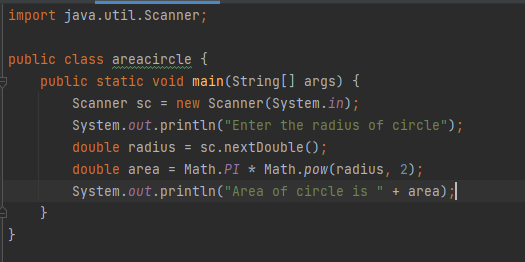 import java.util.Scanner;
public class areacircle {
    public static void main(String[] args) {
        Scanner sc = new Scanner(System.in);
        System.out.println("Enter the radius of circle");
        double radius = sc.nextDouble();
        double area = Math.PI * Math.pow(radius, 2);
        System.out.println("Area of circle is " + area);
    }
}